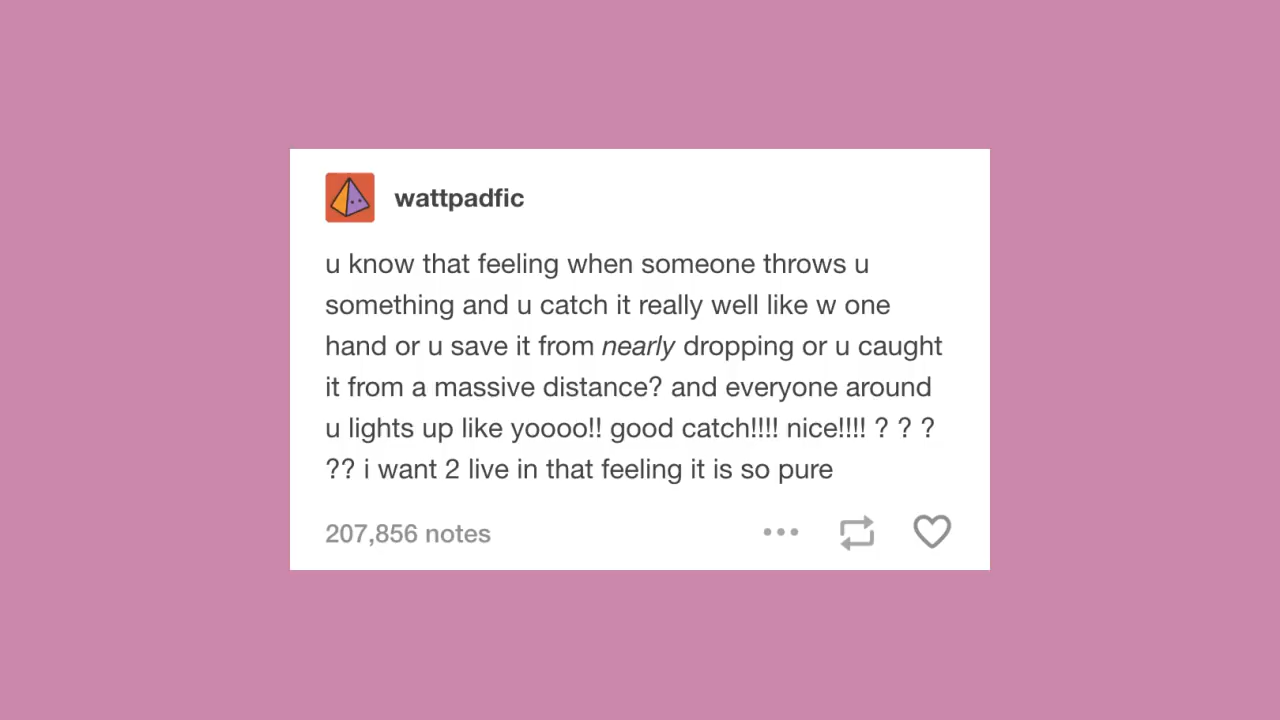 wattpadfic
u know that feeling when someone throws u
something and u catch it really well like w one
hand or u save it from nearly dropping or u caught
it from a massive distance? and everyone around
u lights up like yoooo!! good catch!!!! nice!!!! ? ? ?
?? i want 2 live in that feeling it is so pure
207,856 notes